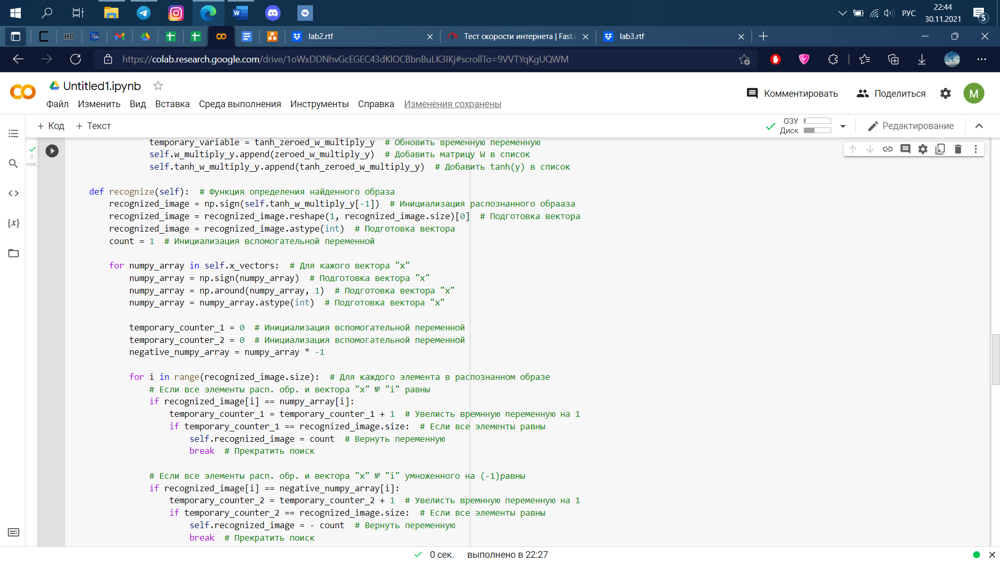 22:44
РУС
30.11.2021
5
HD
lab2.rtf
Тест скорости интернета | Fast.c
lab3.rtf
https://colab.research.google.com/drive/1oWxDDNhvGcEGEC43dKlOCBbnBuLK3IKj#scrollTo=9VVTYqKgUQWM
Untitled1.ipynb
Комментировать
Поделиться
M
Файл Изменить Вид Вставка Среда выполнения Инструменты Справка Изменения сохранены
+ Код + Текст
ОЗУ
Диск
Редактирование
0
сек.
temporary_variable = tanh_zeroed_w_multiply_y  # Обновить временную переменную
self.w_multiply_y.append(zeroed_w_multiply_y)  # Добавить матрицу W в список
self.tanh_w_multiply_y.append(tanh_zeroed_w_multiply_y)  # Добавить tanh(y) в список
def recognize(self):  # Функция определения найденного образа
recognized_image = np.sign(self.tanh_w_multiply_y[-1])  # Инициализация распознанного обрааза
recognized_image = recognized_image.reshape(1, recognized_image.size)[0]  # Подготовка вектора
recognized_image = recognized_image.astype(int)  # Подготовка вектора
count = 1  # Инициализация вспомогательной переменной
for numpy_array in self.x_vectors:  # Для кажого вектора "x"
numpy_array = np.sign(numpy_array)  # Подготовка вектора "x"
numpy_array = np.around(numpy_array, 1)  # Подготовка вектора "x"
numpy_array = numpy_array.astype(int)  # Подготовка вектора "x"
temporary_counter_1 = 0  # Инициализация вспомогательной переменной
temporary_counter_2 = 0  # Инициализация вспомогательной переменной
negative_numpy_array = numpy_array * -1
for i in range(recognized_image.size):  # Для каждого элемента в распознанном образе
# Если все элементы расп. обр. и вектора "x" № "i" равны
if recognized_image[i] == numpy_array[i]:
temporary_counter_1 = temporary_counter_1 + 1  # Увелисть времнную переменную на 1
if temporary_counter_1 == recognized_image.size:  # Если все элементы равны
self.recognized_image = count  # Вернуть переменную
break  # Прекратить поиск
# Если все элементы расп. обр. и вектора "x" № "i" умноженного на (-1)равны
if recognized_image[i] == negative_numpy_array[i]:
temporary_counter_2 = temporary_counter_2 + 1  # Увелисть времнную переменную на 1
if temporary_counter_2 == recognized_image.size:  # Если все элементы равны
self.recognized_image = - count  # Вернуть переменную
break  # Прекратить поиск
0 сек. выполнено в 22:27